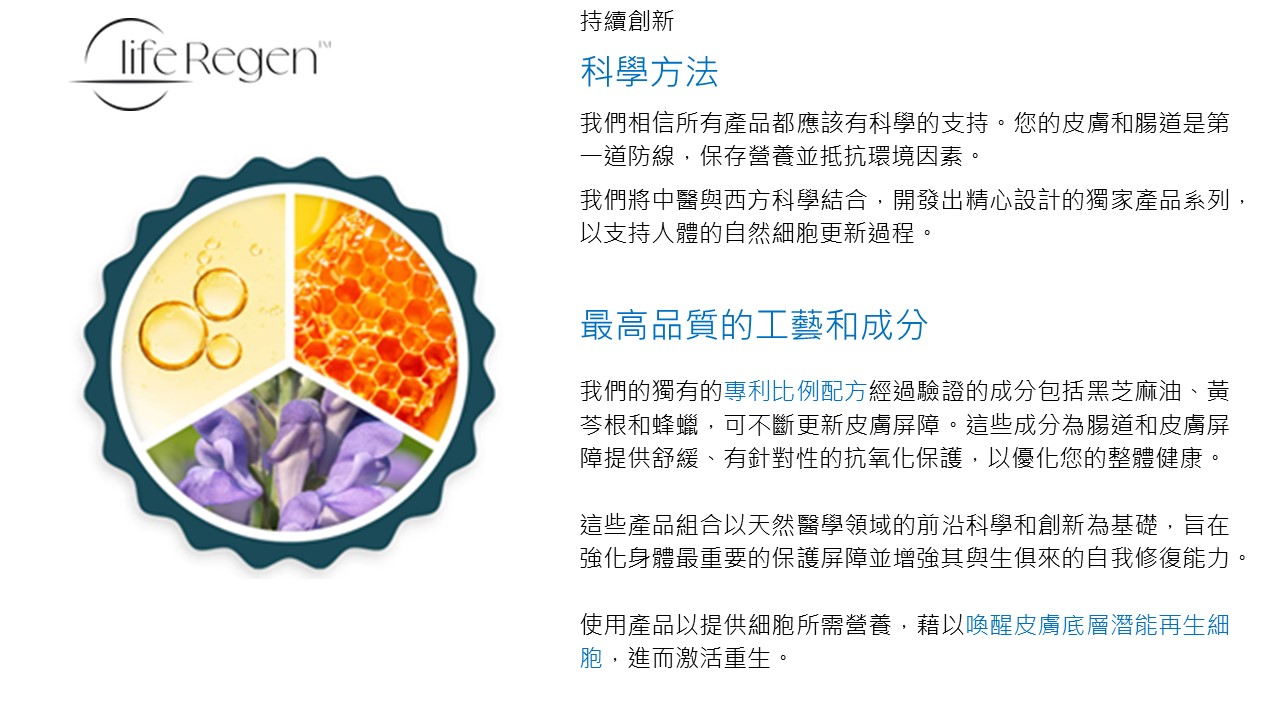 life Regen™
持續創新
科學方法
我們相信所有產品都應該有科學的支持。您的皮膚和腸道是第
一道防線，保存營養並抵抗環境因素。
我們將中醫與西方科學結合，開發出精心設計的獨家產品系列，
以支持人體的自然細胞更新過程。
最高品質的工藝和成分
我們的獨有的專利比例配方經過驗證的成分包括黑芝麻油、黃
芩根和蜂蠟，可不斷更新皮膚屏障。這些成分為腸道和皮膚屏
障提供舒緩、有針對性的抗氧化保護，以優化您的整體健康。
這些產品組合以天然醫學領域的前沿科學和創新為基礎，旨在
強化身體最重要的保護屏障並增強其與生俱來的自我修復能力。
使用產品以提供細胞所需營養，藉以喚醒皮膚底層潛能再生細
胞，進而激活重生。